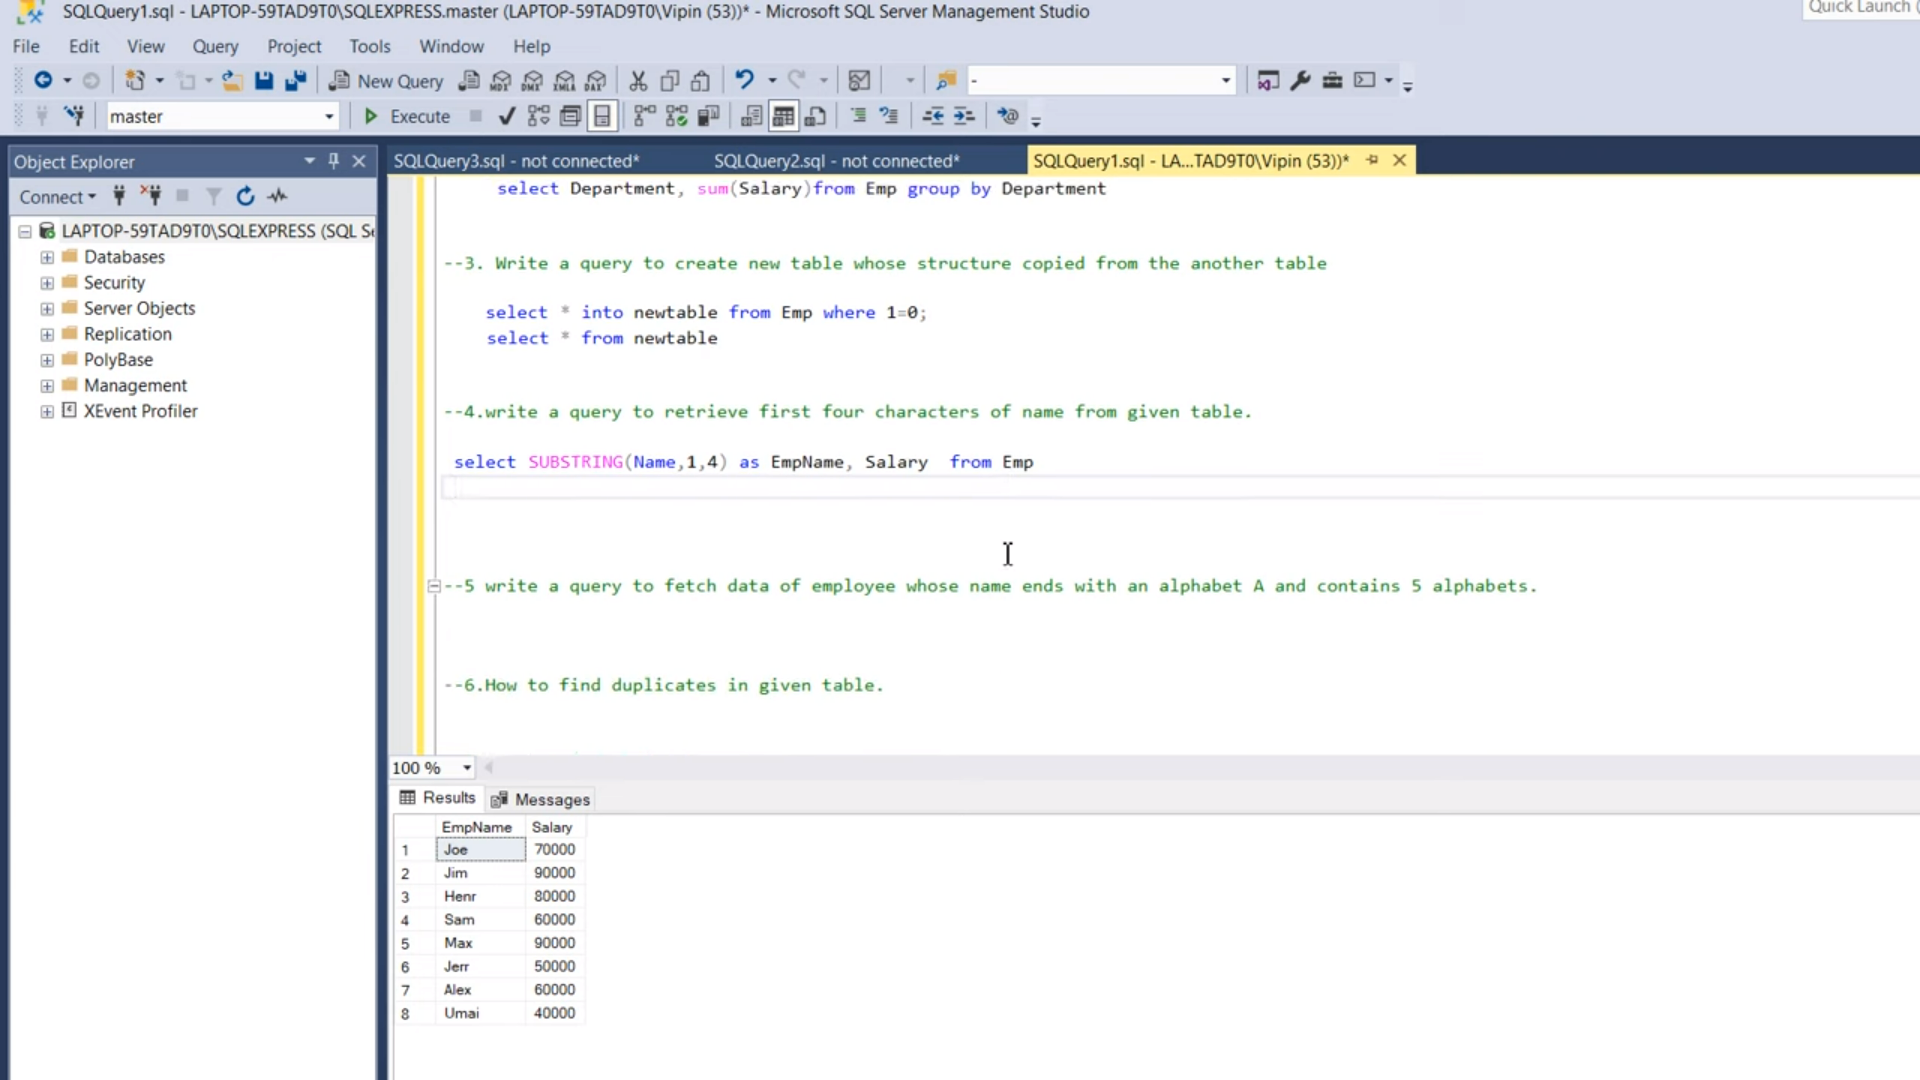 SQLQuery1.sql - LAPTOP-59TAD9T0\SQLEXPRESS.master (LAPTOP-59TAD9T0\Vipin (53))* - Microsoft SQL Server Management Studio
Quick Launch (
File Edit View Query Project Tools Window Help
New Query MDX DMX XMLA DAX -
master Execute
Object Explorer
SQLQuery3.sql - not connected* SQLQuery2.sql - not connected* SQLQuery1.sql - LA...TAD9T0\Vipin (53))*
Connect
LAPTOP-59TAD9T0\SQLEXPRESS (SQL Se
Databases
Security
Server Objects
Replication
PolyBase
Management
XEvent Profiler
select Department, sum(Salary)from Emp group by Department
--3. Write a query to create new table whose structure copied from the another table
select * into newtable from Emp where 1=0;
select * from newtable
--4.write a query to retrieve first four characters of name from given table.
select SUBSTRING(Name,1,4) as EmpName, Salary  from Emp
--5 write a query to fetch data of employee whose name ends with an alphabet A and contains 5 alphabets.
--6.How to find duplicates in given table.
100 %
Results Messages
EmpName Salary
1 Joe 70000
2 Jim 90000
3 Henr 80000
4 Sam 60000
5 Max 90000
6 Jerr 50000
7 Alex 60000
8 Umai 40000